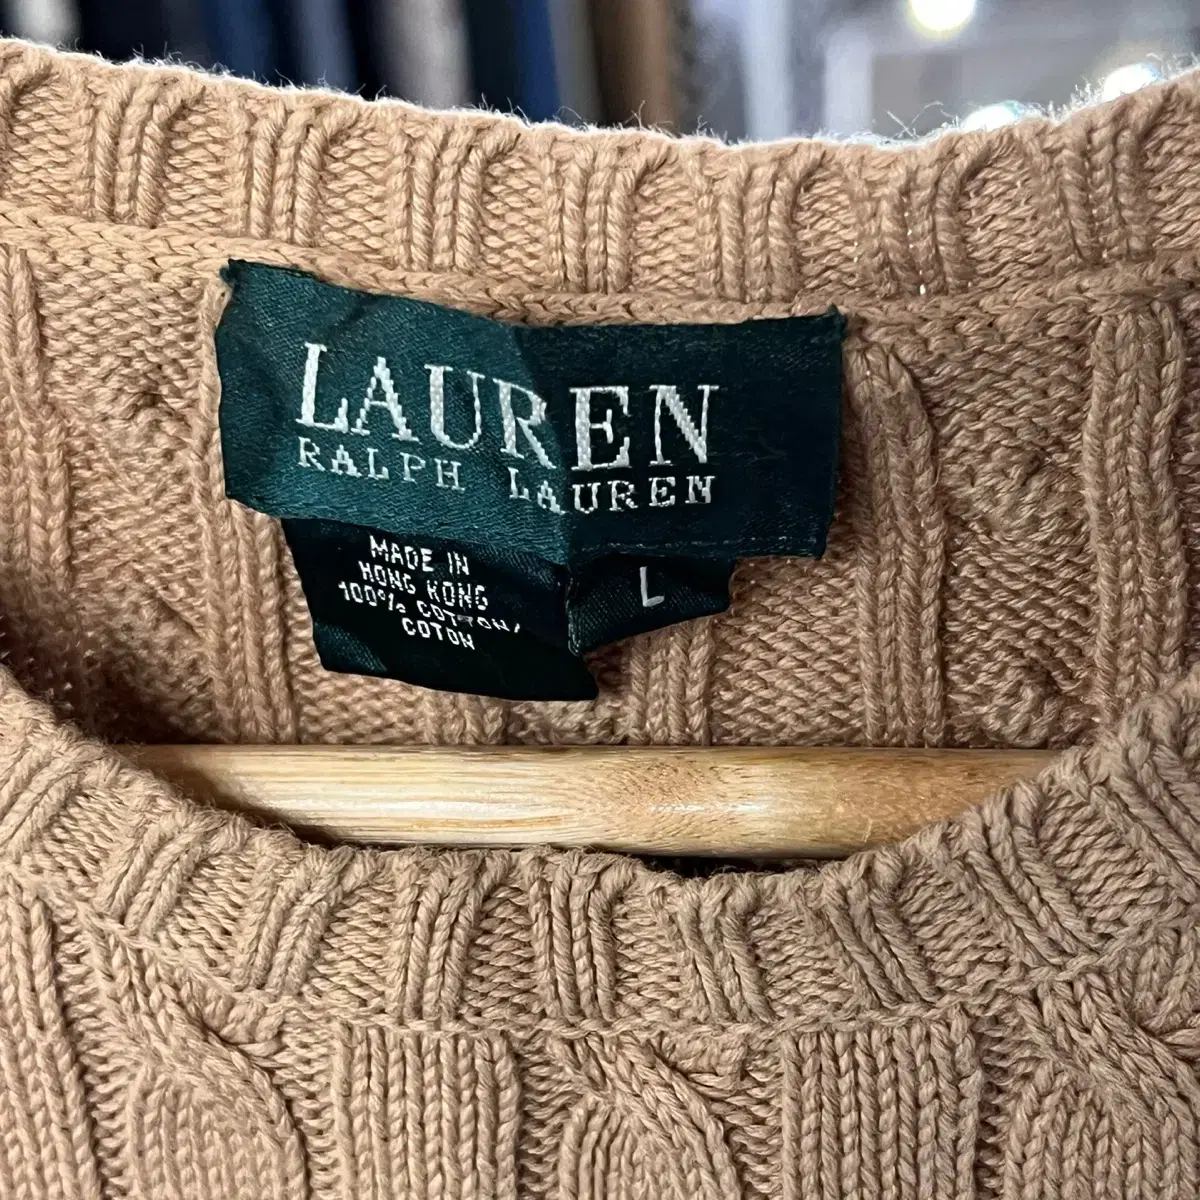 LAUREN
RALPH LAUREN
MADE IN
HONG KONG
100% COTTON/
COTON
L